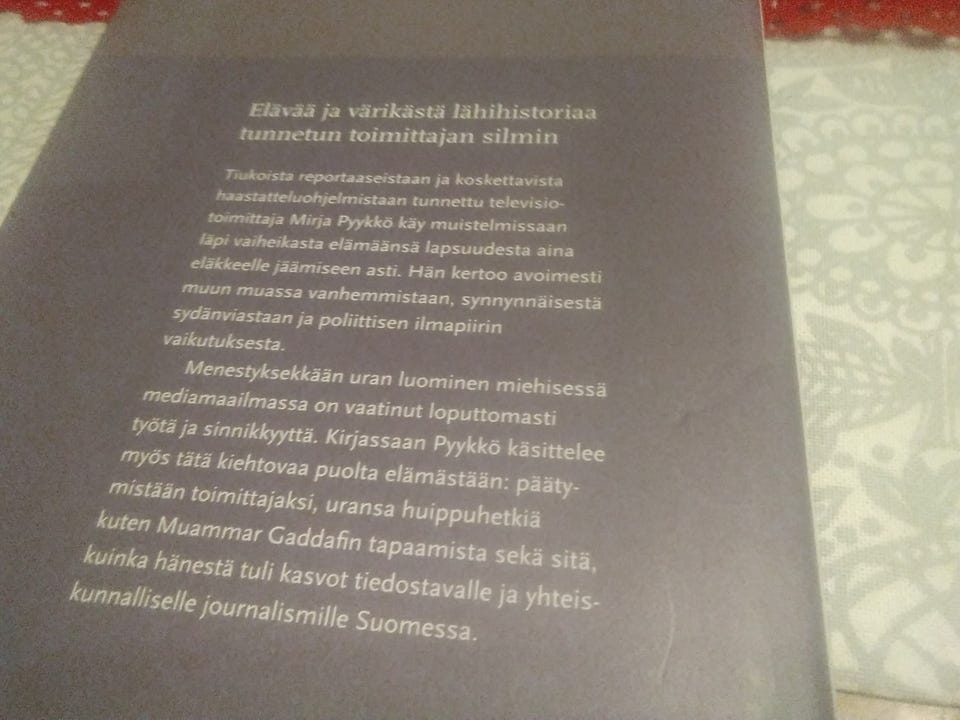 Elävää ja värikästä lähihistoriaa
tunnetun toimittajan silmin
Tiukoista reportaaseistaan ja koskettavista
haastatteluohjelmistaan tunnettu televisio-
toimittaja Mirja Pyykkö käy muistelmissaan
läpi vaiheikasta elämäänsä lapsuudesta aina
eläkkeelle jäämiseen asti. Hän kertoo avoimesti
muun muassa vanhemmistaan, synnynnäisestä
sydänviastaan ja poliittisen ilmapiirin
vaikutuksesta.
Menestyksekkään uran luominen miehisessä
mediamaailmassa on vaatinut loputtomasti
työtä ja sinnikkyyttä. Kirjassaan Pyykkö käsittelee
myös tätä kiehtovaa puolta elämästään: pääty-
mistään toimittajaksi, uransa huippuhetkiä
kuten Muammar Gaddafin tapaamista sekä sitä,
kuinka hänestä tuli kasvot tiedostavalle ja yhteis-
kunnalliselle journalismille Suomessa.